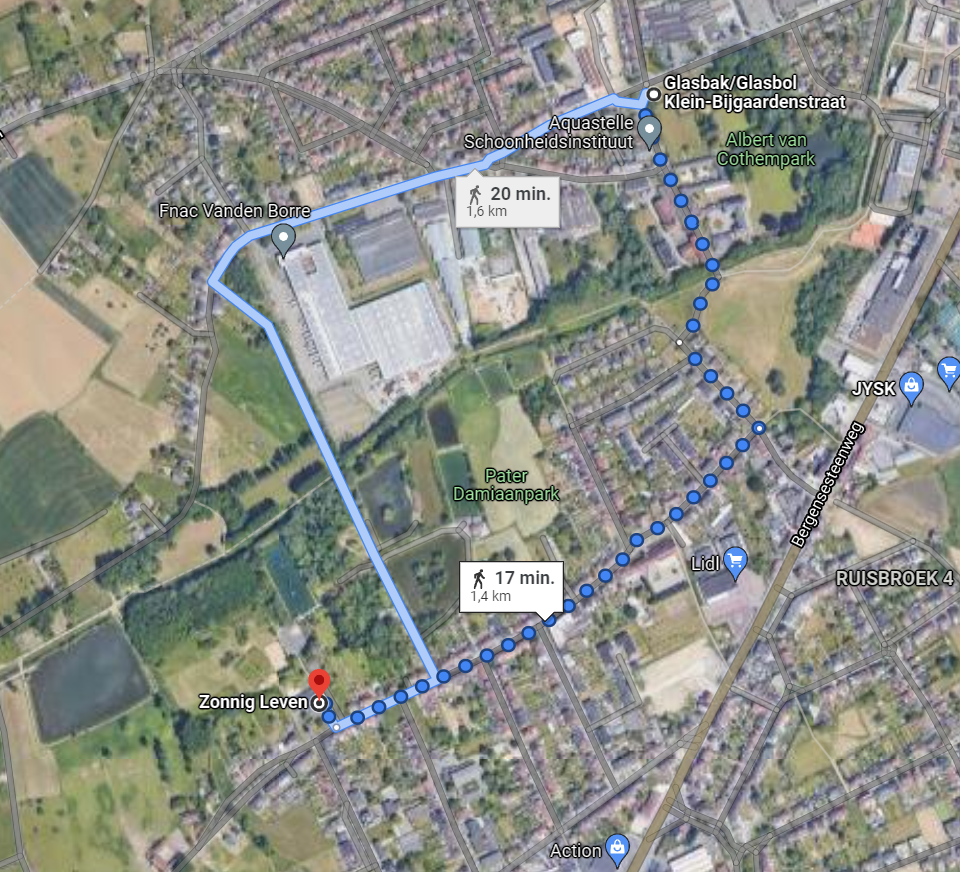 Glasbak/Glasbol
Klein-Bijgaardenstraat
Aquastelle
Schoonheidsinstituut
Albert van
Cothempark
20 min.
1,6 km
Fnac Vanden Borre
JYSK
Bergensesteenweg
Pater
Damiaanpark
Lidl
17 min.
1,4 km
RUISBROEK 4
Zonnig Leven
Action